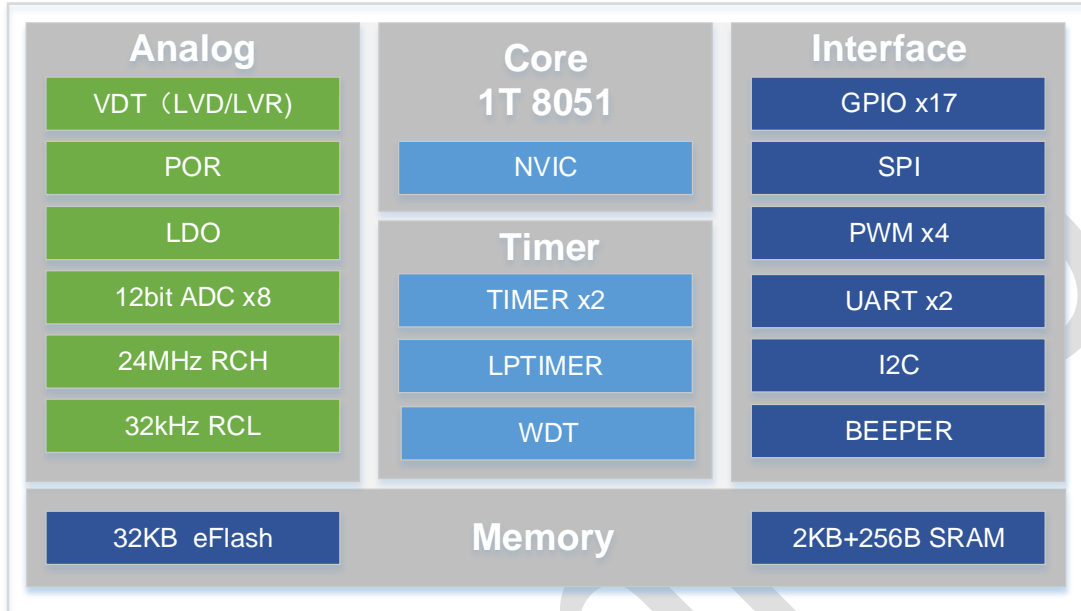 Analog
VDT（LVD/LVR)
POR
LDO
12bit ADC x8
24MHz RCH
32kHz RCL
Core
1T 8051
NVIC
Timer
TIMER x2
LPTIMER
WDT
Interface
GPIO x17
SPI
PWM x4
UART x2
I2C
BEEPER
32KB eFlash
Memory
2KB+256B SRAM